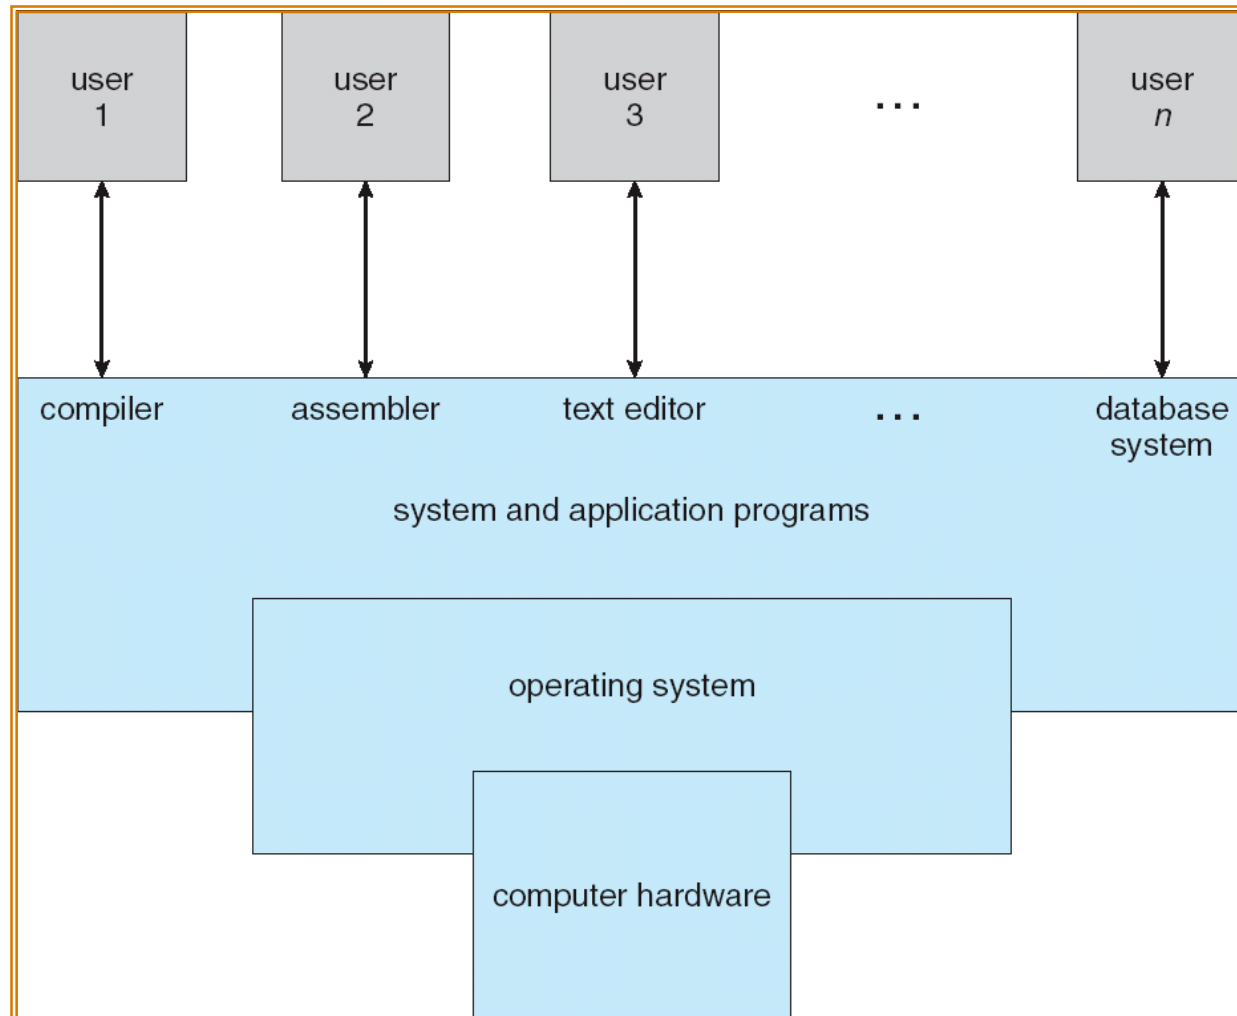 user
1
user
2
user
3
...
user
n
compiler
assembler
text editor
...
database
system
system and application programs
operating system
computer hardware